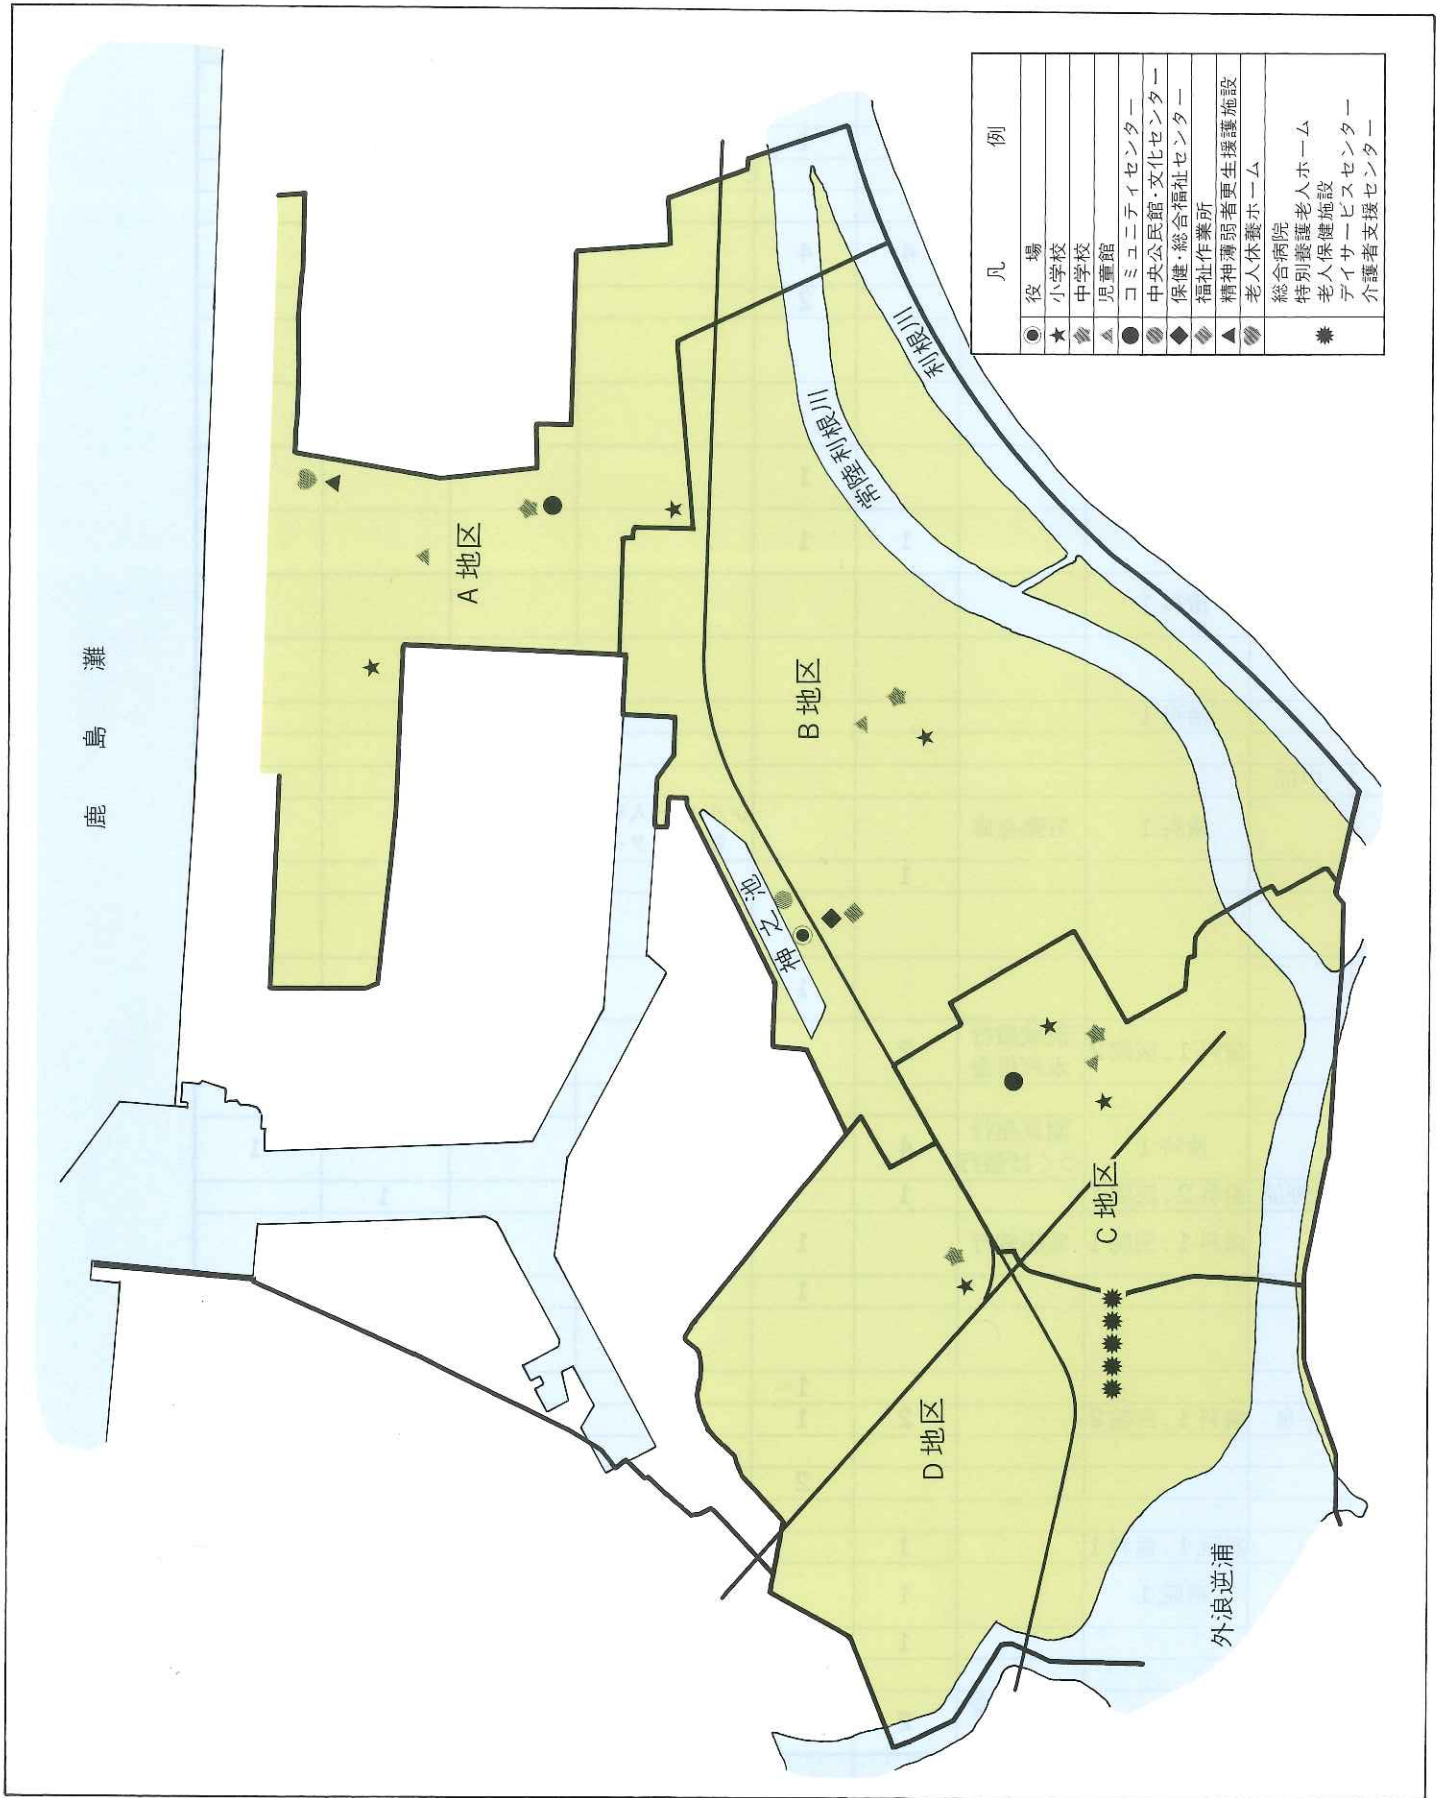 鹿島灘
A地区
B地区
C地区
D地区
神之池
常陸利根川
利根川
外浪逆浦
凡例
役場
小学校
中学校
児童館
コミュニティセンター
中央公民館・文化センター
保健・総合福祉センター
福祉作業所
精神薄弱者更生援護施設
老人休養ホーム
総合病院
特別養護老人ホーム
老人保健施設
デイサービスセンター
介護者支援センター